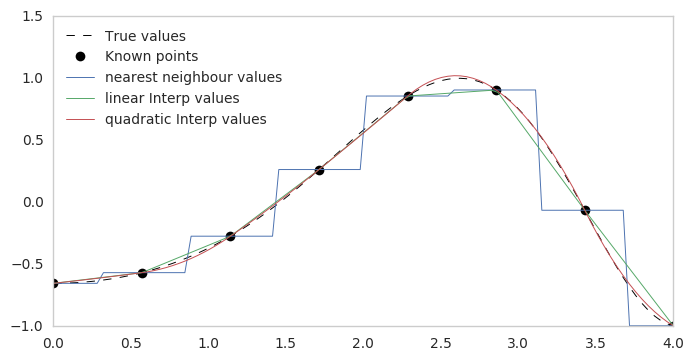 1.5
1.0
0.5
0.0
−0.5
−1.0
True values
Known points
nearest neighbour values
linear Interp values
quadratic Interp values
0.0 0.5 1.0 1.5 2.0 2.5 3.0 3.5 4.0